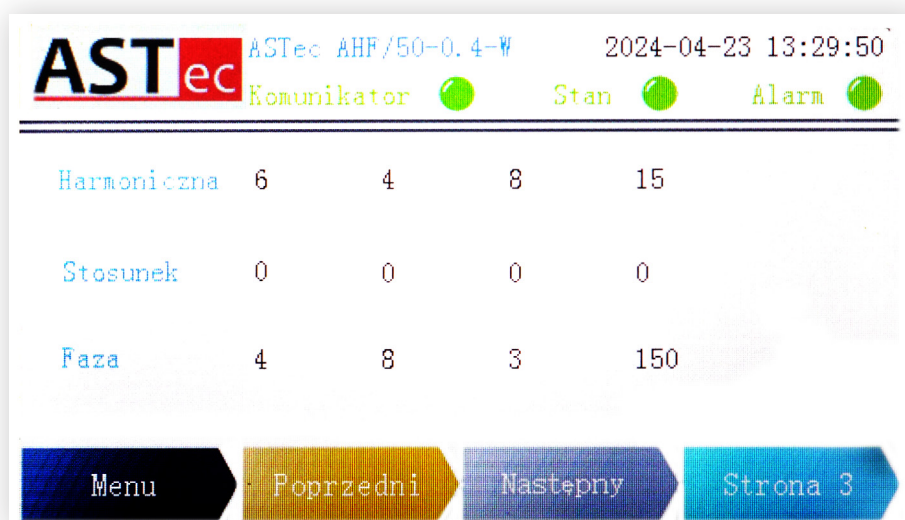 ASTec ASTec AHF/50-0.4-W 2024-04-23 13:29:50
Komunikator Stan Alarm
Harmoniczna 6 4 8 15
Stosunek 0 0 0 0
Faza 4 8 3 150
Menu Poprzedni Następny Strona 3